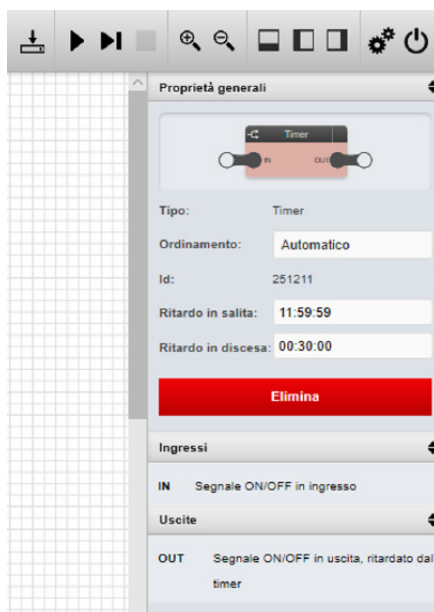 Proprietà generali
Timer
IN OUT
Tipo: Timer
Ordinamento: Automatico
Id: 251211
Ritardo in salita: 11:59:59
Ritardo in discesa: 00:30:00
Elimina
Ingressi
IN Segnale ON/OFF in ingresso
Uscite
OUT Segnale ON/OFF in uscita, ritardato dal
timer